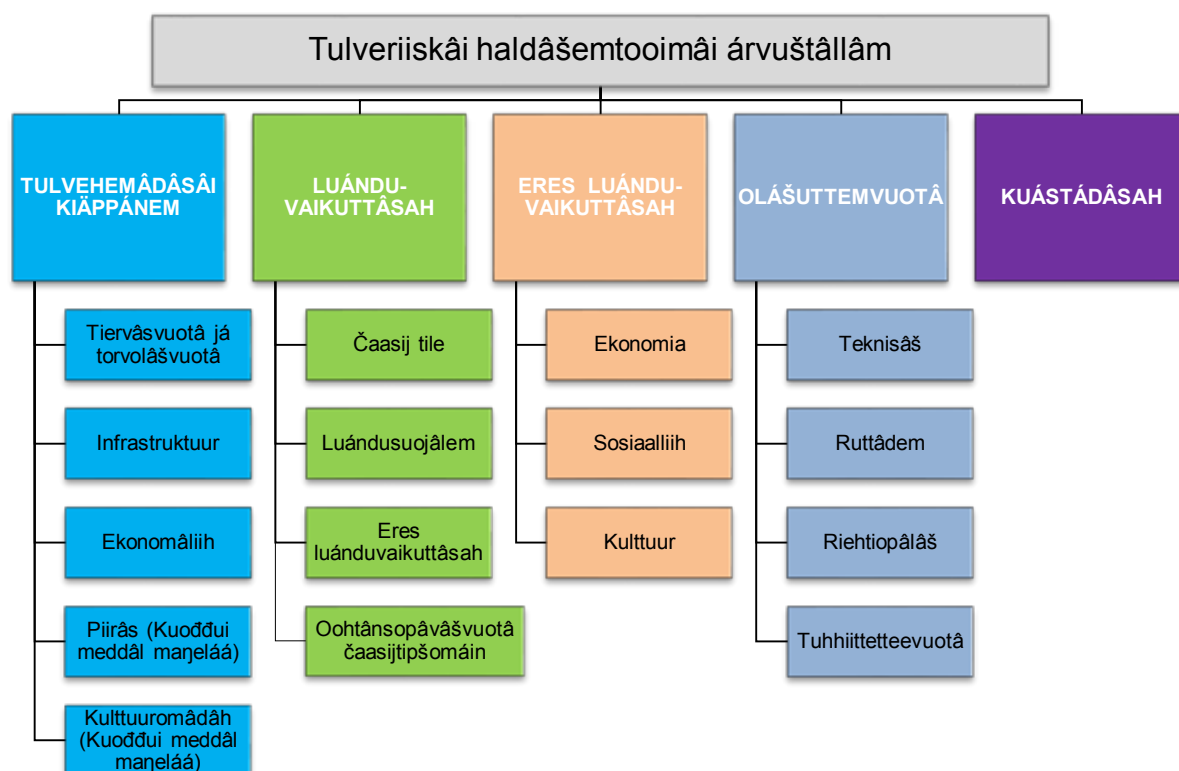 Tulveriiskâi haldâšemtooimâi árvuštâllâm
TULVEHEMÂDÂSÂI
KIÄPPÁNEM
Tiervâsvuotâ já
torvolâšvuotâ
Infrastruktuur
Ekonomâliih
Piirâs (Kuođđui
meddâl maŋeláá)
Kulttuuromâdâh
(Kuođđui meddâl
maŋeláá)
LUÁNDU-
VAIKUTTÂSAH
Čaasij tile
Luándusuojâlem
Eres
luánduvaikuttâsah
Oohtânsopâvâšvuotâ
čaasijtipšomáin
ERES LUÁNDU-
VAIKUTTÂSAH
Ekonomia
Sosiaalliih
Kulttuur
OLÁŠUTTEMVUOTÂ
Teknisâš
Ruttâdem
Riehtiopâlâš
Tuhhiittetteevuotâ
KUÁSTÁDÂSAH